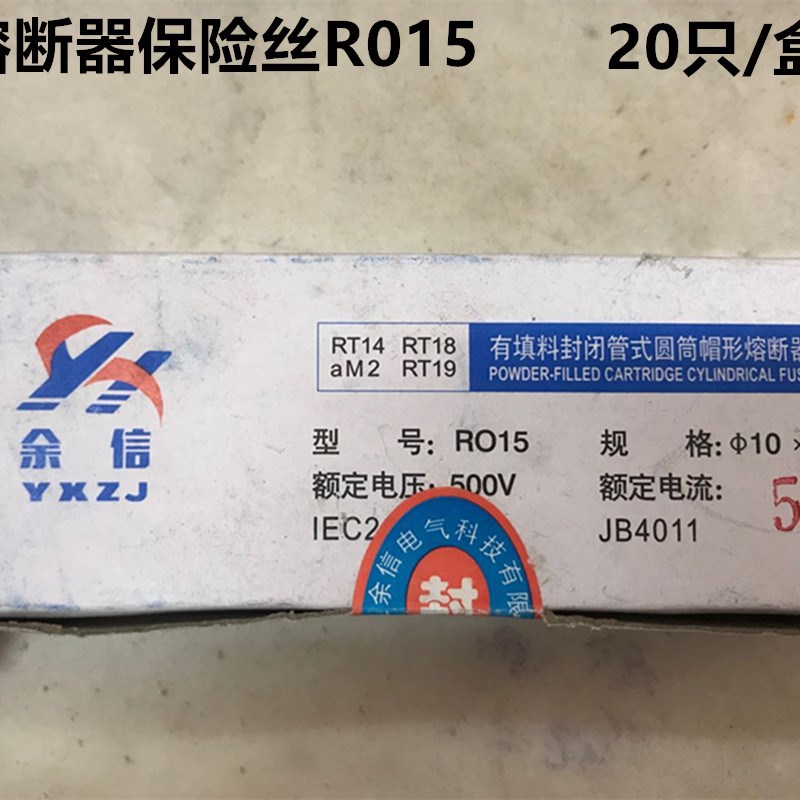 熔断器保险丝R015
20只/盒
RT14 RT18
aM2 RT19
有填料封闭管式圆筒帽形熔断器
POWDER-FILLED CARTRIDGE CYLINDRICAL FUS
余信
YXZJ
型 号: RO15
规 格: Φ10 ×
额定电压: 500V
额定电流: 5
IEC2
JB4011
余信电气科技有限
封